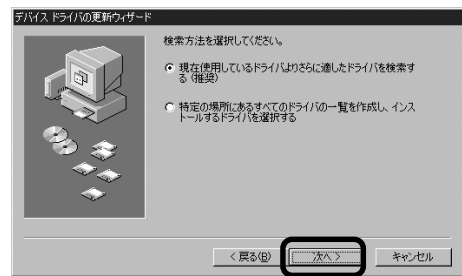 デバイス ドライバの更新ウィザード
検索方法を選択してください。
現在使用しているドライバよりさらに適したドライバを検索す
る (推奨)
特定の場所にあるすべてのドライバの一覧を作成し、インス
トールするドライバを選択する
< 戻る(B) 次へ > キャンセル